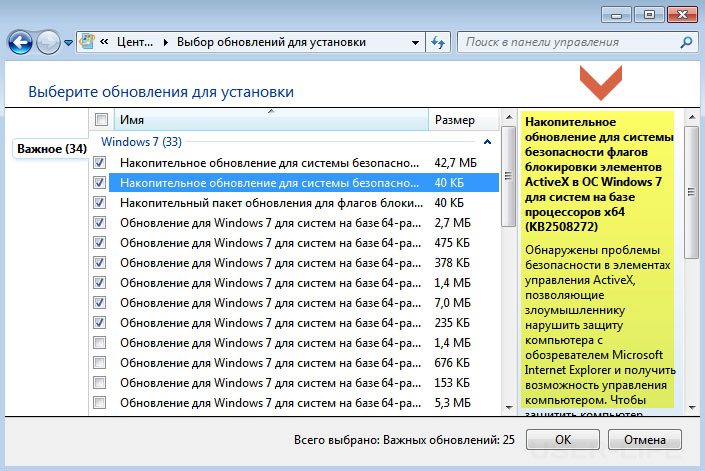 Цент...
Выбор обновлений для установки
Поиск в панели управления
Выберите обновления для установки
Важное (34)
Имя
Размер
Windows 7 (33)
Накопительное обновление для системы безопасно... 42,7 МБ
Накопительное обновление для системы безопасно... 40 КБ
Накопительный пакет обновления для флагов блоки... 40 КБ
Обновление для Windows 7 для систем на базе 64-ра... 2,7 МБ
Обновление для Windows 7 для систем на базе 64-ра... 475 КБ
Обновление для Windows 7 для систем на базе 64-ра... 378 КБ
Обновление для Windows 7 для систем на базе 64-ра... 1,4 МБ
Обновление для Windows 7 для систем на базе 64-ра... 7,0 МБ
Обновление для Windows 7 для систем на базе 64-ра... 235 КБ
Обновление для Windows 7 для систем на базе 64-ра... 1,4 МБ
Обновление для Windows 7 для систем на базе 64-ра... 676 КБ
Обновление для Windows 7 для систем на базе 64-ра... 153 КБ
Обновление для Windows 7 для систем на базе 64-ра... 5,3 МБ
Накопительное
обновление для системы
безопасности флагов
блокировки элементов
ActiveX в ОС Windows 7
для систем на базе
процессоров x64
(KB2508272)
Обнаружены проблемы
безопасности в элементах
управления ActiveX,
позволяющие
злоумышленнику
нарушить защиту
компьютера с
обозревателем Microsoft
Internet Explorer и получить
возможность управления
компьютером. Чтобы
защитить компьютер,
Всего выбрано: Важных обновлений: 25
ОК
Отмена
USER-LIFE